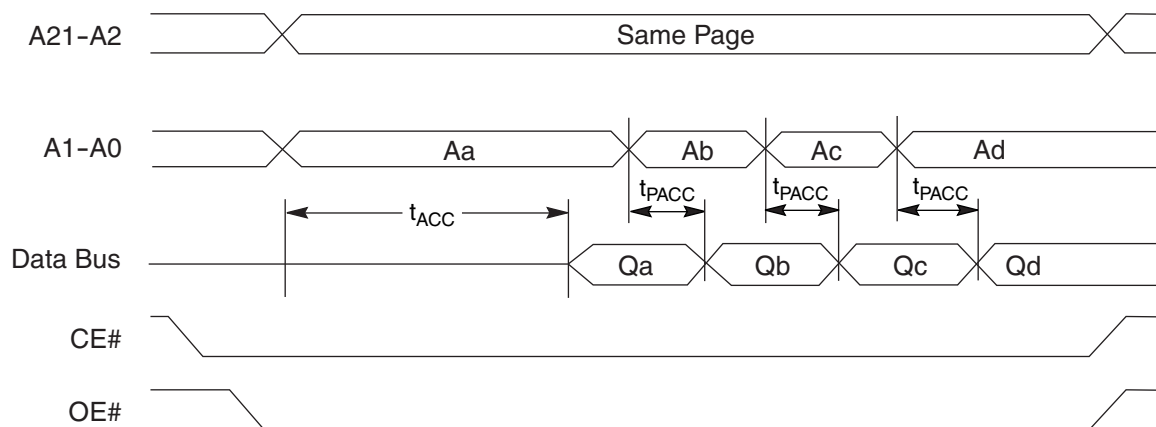 A21-A2 Same Page
A1-A0 Aa Ab Ac Ad
tACC tPACC tPACC tPACC
Data Bus Qa Qb Qc Qd
CE#
OE#